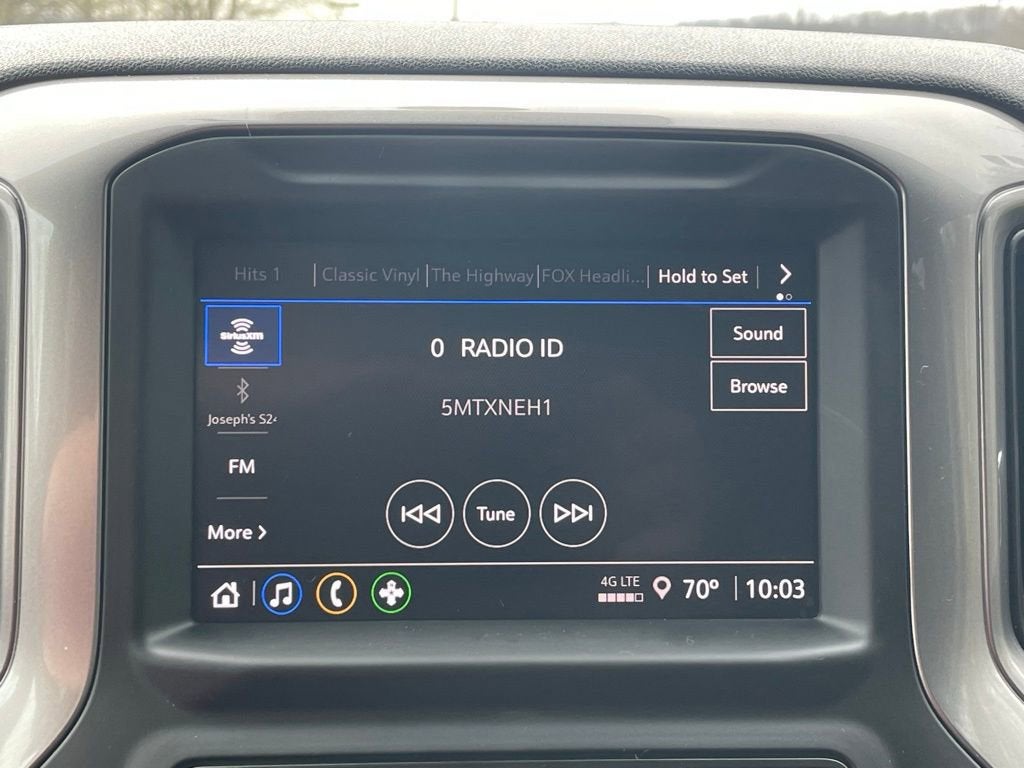 Hits 1 Classic Vinyl The Highway FOX Headli... Hold to Set
SiriusXM
0 RADIO ID
Sound
Browse
5MTXNEH1
Joseph's S24
FM
Tune
More
4G LTE
70° 10:03